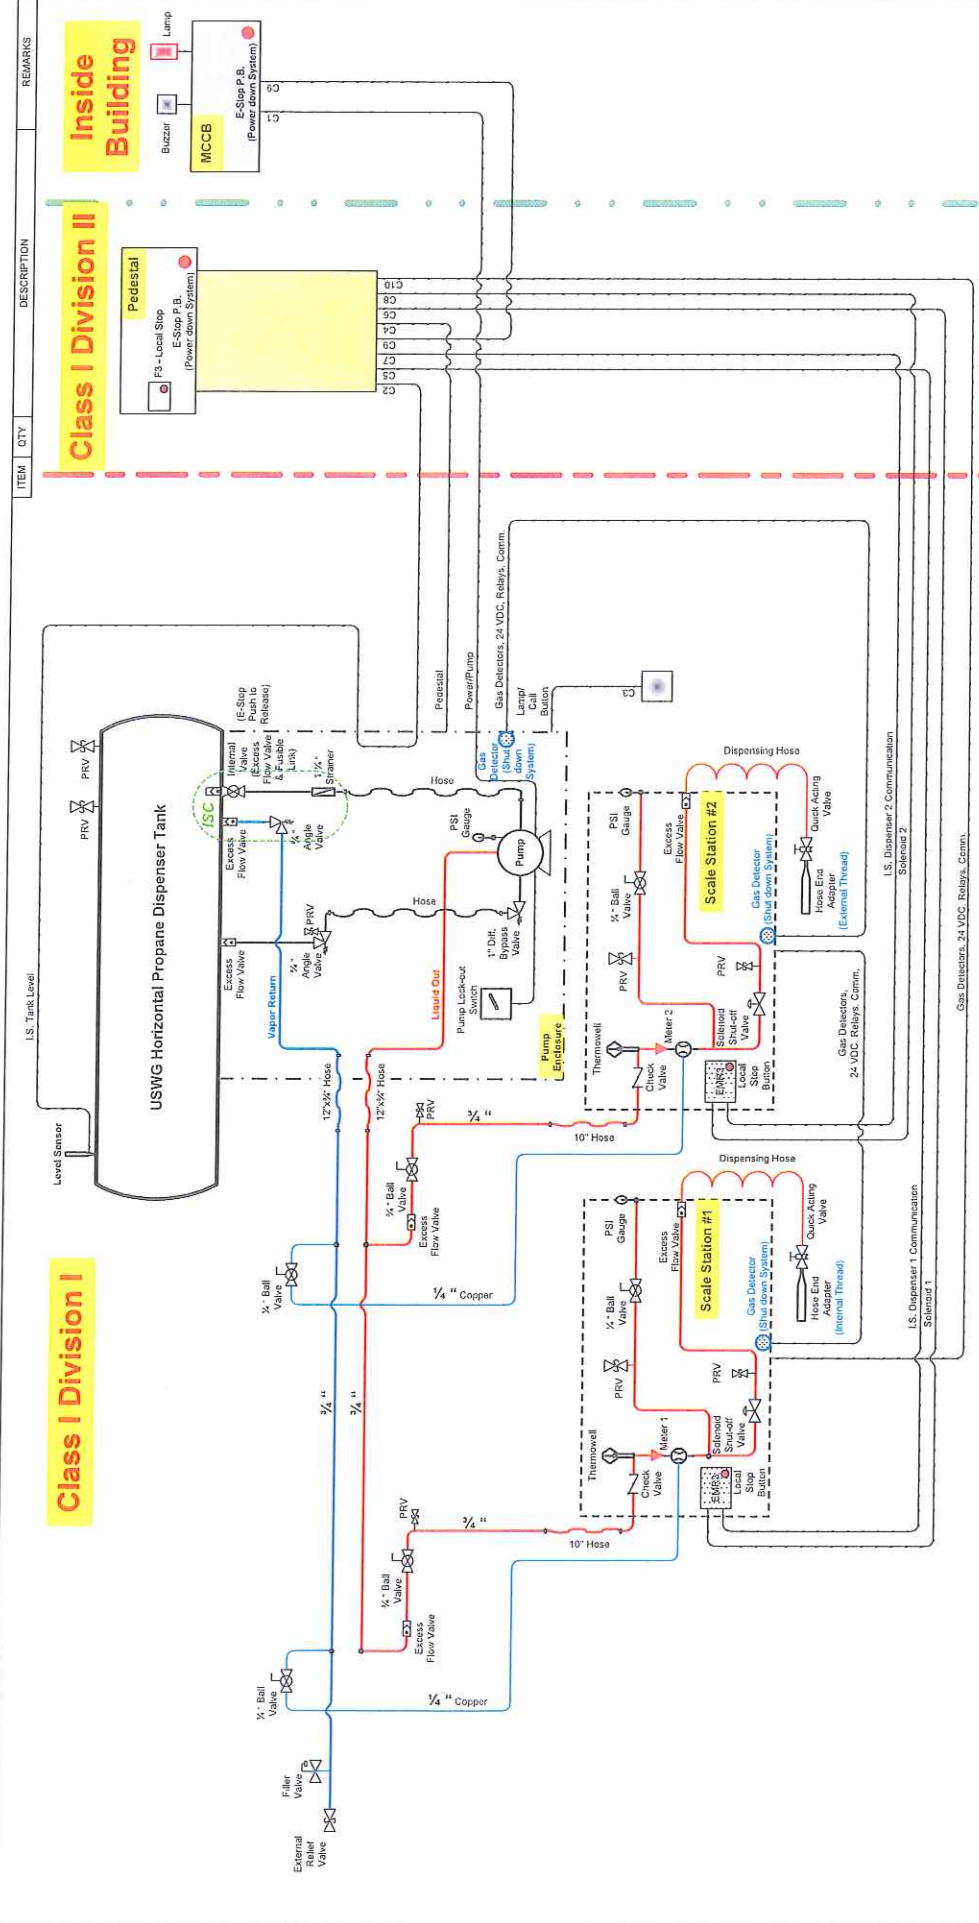 ITEM
QTY
DESCRIPTION
REMARKS
Class I Division I
Class I Division II
Inside
Building
I.S. Tank Level
Level Sensor
PRV
PRV
USWG Horizontal Propane Dispenser Tank
Excess
Flow Valve
¾"
Angle
Valve
PRV
Excess
Flow Valve
¾"
Angle
Valve
ISC
Internal
Valve
(Excess
Flow Valve
& Fusible
Link)
(E-Stop
Push to
Release)
1-¼"
Strainer
Vapor Return
Liquid Out
Hose
Hose
PSI
Gauge
Pump
1" Diff.
Bypass
Valve
Pump Lock-out
Switch
Pump
Enclosure
Gas
Detector
(Shut
down
System)
Pedestal
Power/Pump
Gas Detectors, 24 VDC, Relays, Comm.
Lamp/
Call
Button
C3
Pedestal
F3 - Local Stop
E-Stop P.B.
(Power down System)
C2
C5
C7
C9
C4
C6
C8
C10
Buzzer
Lamp
MCCB
E-Stop P.B.
(Power down System)
C1
C9
External
Relief
Valve
Filler
Valve
¼" Ball
Valve
¼" Ball
Valve
¾"
¾"
12"x¾" Hose
12"x¾" Hose
¼" Copper
¼" Copper
Excess
Flow Valve
¾" Ball
Valve
PRV
¾"
10" Hose
Excess
Flow Valve
¾" Ball
Valve
PRV
¾"
10" Hose
Thermowell
Check
Valve
Meter 1
EMR3
Local
Stop
Button
Solenoid
Shut-off
Valve
PRV
PRV
¼" Ball
Valve
PSI
Gauge
Excess
Flow Valve
Scale Station #1
Gas Detector
(Shut down System)
Dispensing Hose
Hose End
Adapter
(Internal Thread)
Quick Acting
Valve
Thermowell
Check
Valve
Meter 2
EMR3
Local
Stop
Button
Solenoid
Shut-off
Valve
PRV
PRV
¼" Ball
Valve
PSI
Gauge
Excess
Flow Valve
Scale Station #2
Gas Detector
(Shut down System)
Dispensing Hose
Hose End
Adapter
(External Thread)
Quick Acting
Valve
Gas Detectors,
24 VDC, Relays, Comm.
I.S. Dispenser 2 Communication
Solenoid 2
I.S. Dispenser 1 Communication
Solenoid 1
Gas Detectors, 24 VDC, Relays, Comm.